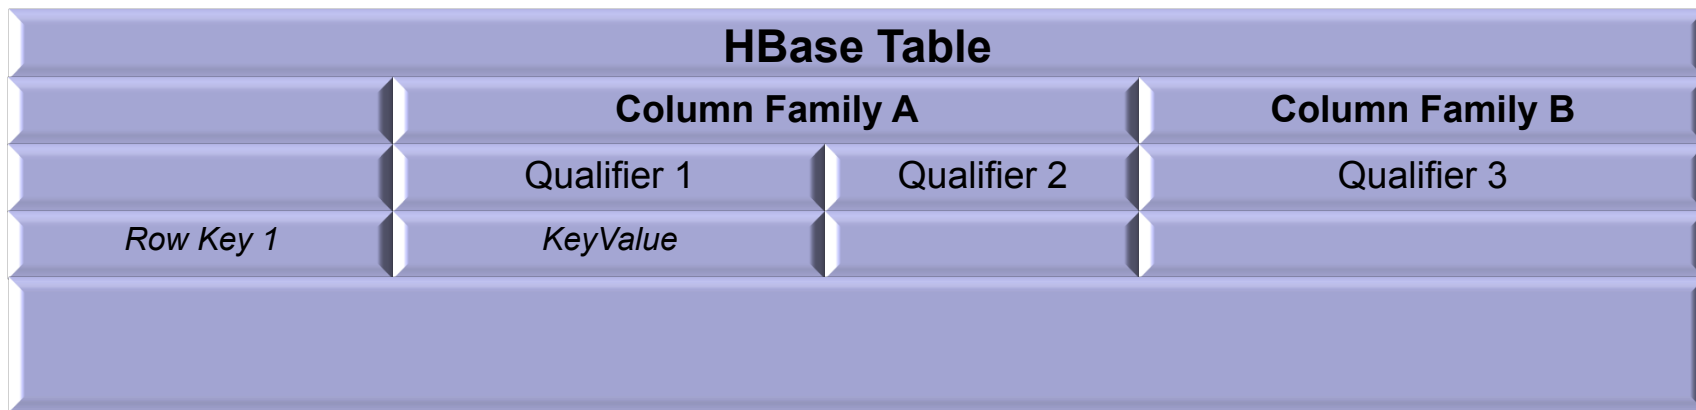 HBase Table
Column Family A Column Family B
Qualifier 1 Qualifier 2 Qualifier 3
Row Key 1 KeyValue